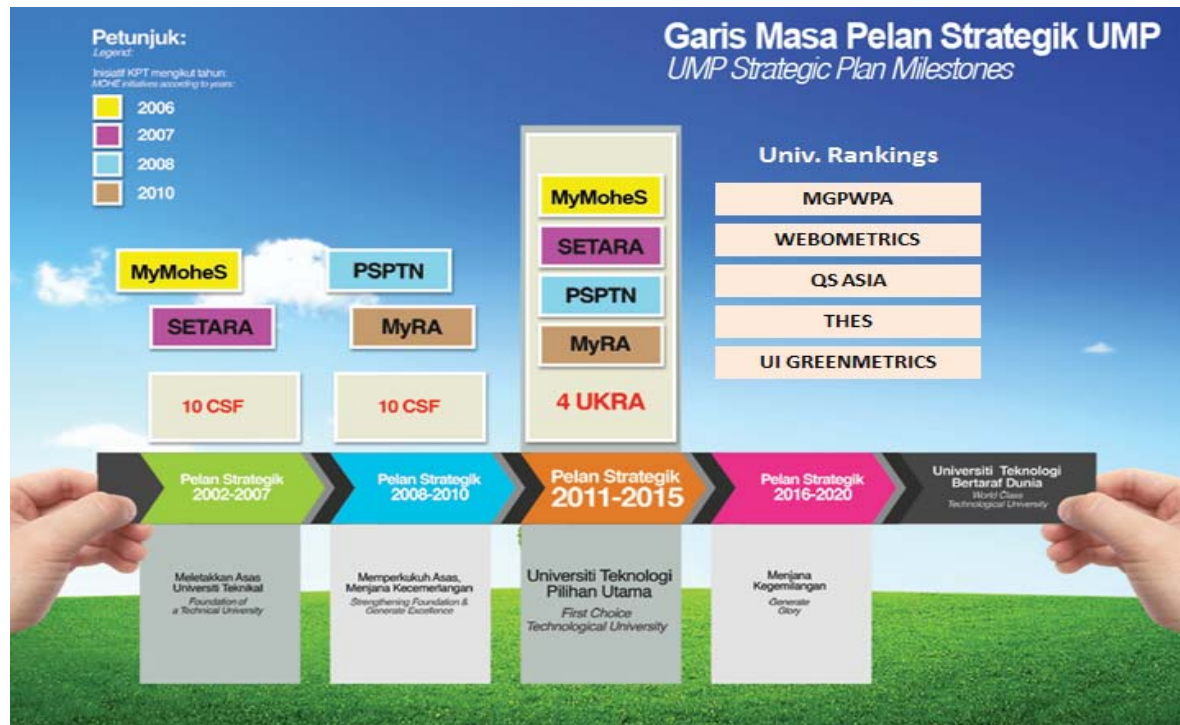 Garis Masa Pelan Strategik UMP
UMP Strategic Plan Milestones
Petunjuk:
Legend:
Inisiatif KPT mengkut tahun:
MOHE initiatives according to years:
2006
2007
2008
2010
MyMoheS
SETARA
10 CSF
PSPTN
MyRA
10 CSF
MyMoheS
SETARA
PSPTN
MyRA
4 UKRA
Univ. Rankings
MGPWPA
WEBOMETRICS
QS ASIA
THES
UI GREENMETRICS
Pelan Strategik
2002-2007
Pelan Strategik
2008-2010
Pelan Strategik
2011-2015
Pelan Strategik
2016-2020
Universiti Teknologi
Bertaraf Dunia
World Class
Technological University
Meletakkan Asas
Universiti Teknikal
Foundation of
a Technical University
Memperkukuh Asas,
Menjana Kecemerlangan
Strengthening Foundation &
Generate Excellence
Universiti Teknologi
Pilihan Utama
First Choice
Technological University
Menjana
Kegemilangan
Generate
Glory